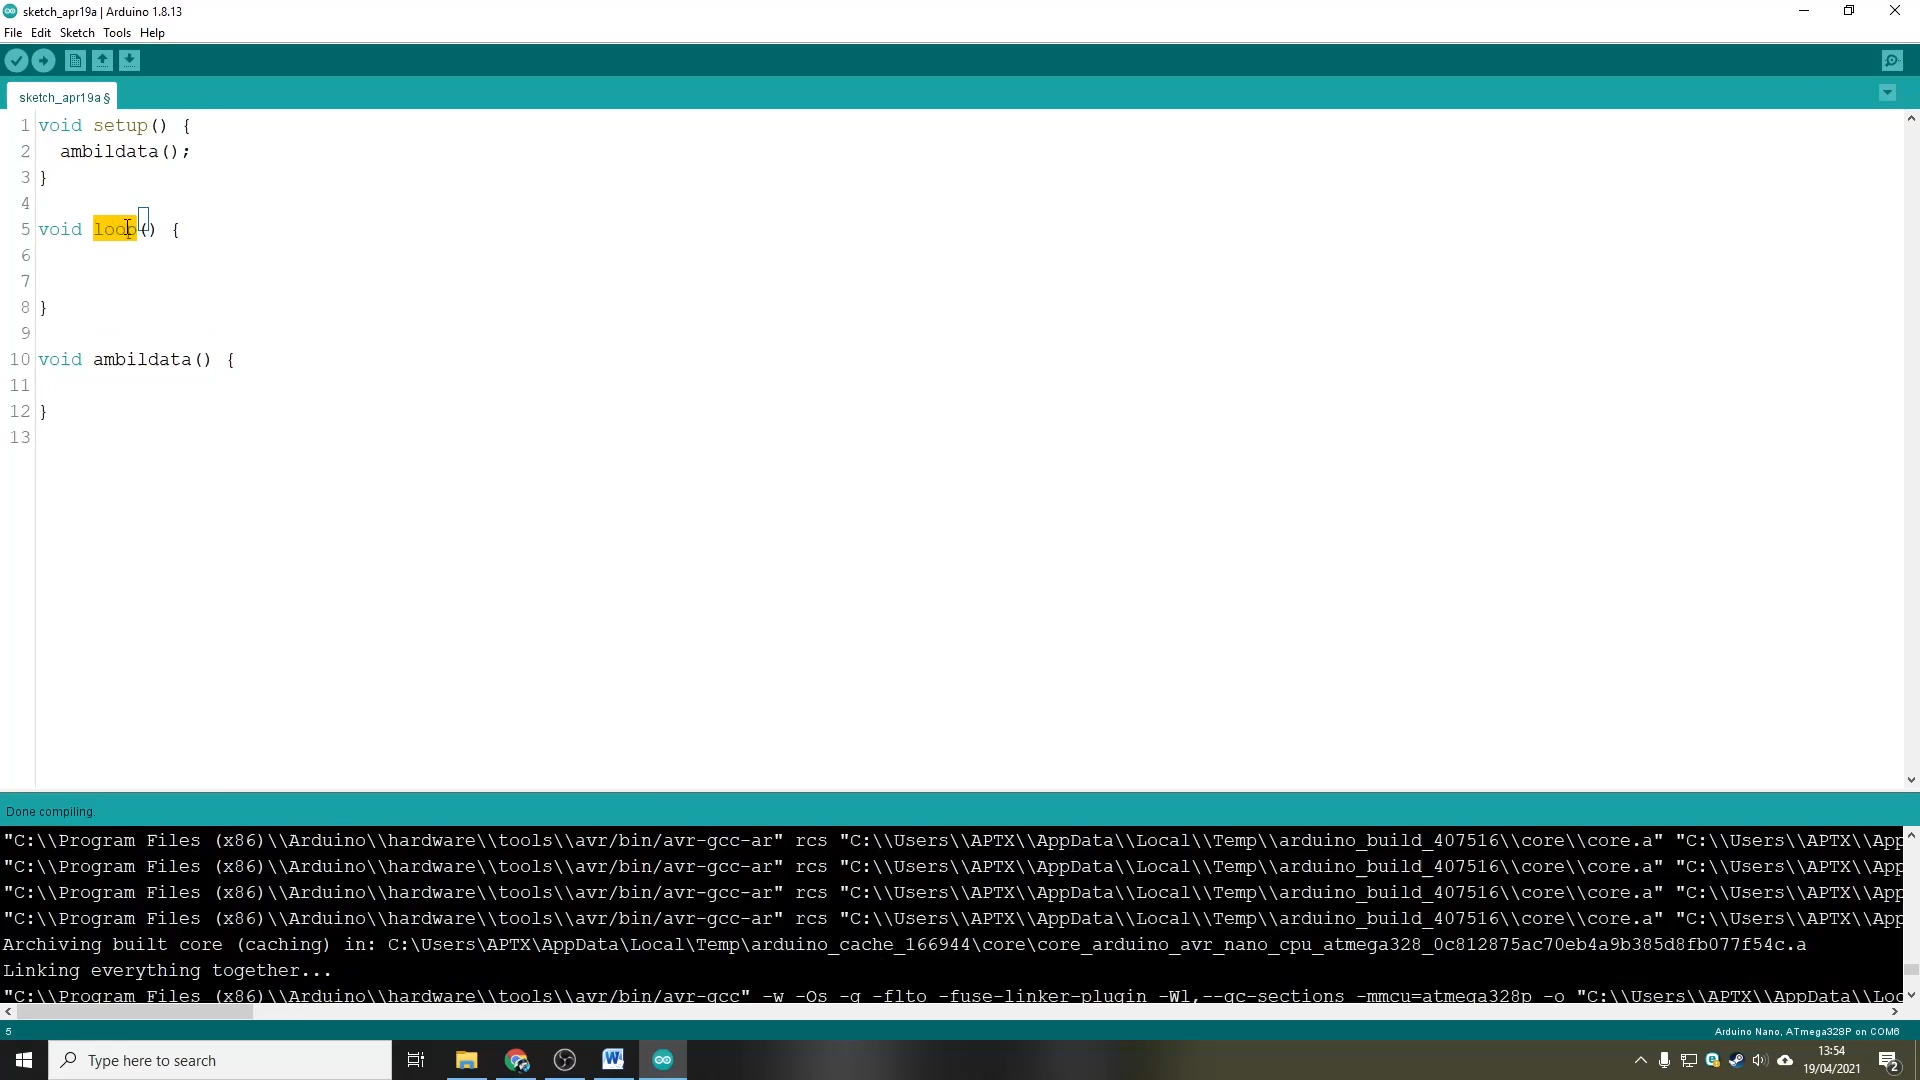 sketch_apr19a | Arduino 1.8.13
File Edit Sketch Tools Help
sketch_apr19a §
1 void setup() {
2 ambildata();
3 }
4
5 void loop() {
6
7
8 }
9
10 void ambildata() {
11
12 }
13
Done compiling.
"C:\\Program Files (x86)\\Arduino\\hardware\\tools\\avr/bin/avr-gcc-ar" rcs "C:\\Users\\APTX\\AppData\\Local\\Temp\\arduino_build_407516\\core\\core.a" "C:\\Users\\APTX\\App
"C:\\Program Files (x86)\\Arduino\\hardware\\tools\\avr/bin/avr-gcc-ar" rcs "C:\\Users\\APTX\\AppData\\Local\\Temp\\arduino_build_407516\\core\\core.a" "C:\\Users\\APTX\\App
"C:\\Program Files (x86)\\Arduino\\hardware\\tools\\avr/bin/avr-gcc-ar" rcs "C:\\Users\\APTX\\AppData\\Local\\Temp\\arduino_build_407516\\core\\core.a" "C:\\Users\\APTX\\App
"C:\\Program Files (x86)\\Arduino\\hardware\\tools\\avr/bin/avr-gcc-ar" rcs "C:\\Users\\APTX\\AppData\\Local\\Temp\\arduino_build_407516\\core\\core.a" "C:\\Users\\APTX\\App
Archiving built core (caching) in: C:\Users\APTX\AppData\Local\Temp\arduino_cache_166944\core\core_arduino_avr_nano_cpu_atmega328_0c812875ac70eb4a9b385d8fb077f54c.a
Linking everything together...
"C:\\Program Files (x86)\\Arduino\\hardware\\tools\\avr/bin/avr-gcc" -w -Os -g -flto -fuse-linker-plugin -Wl,--gc-sections -mmcu=atmega328p -o "C:\\Users\\APTX\\AppData\\Loc
5 Arduino Nano, ATmega328P on COM6
Type here to search
13:54
19/04/2021
2